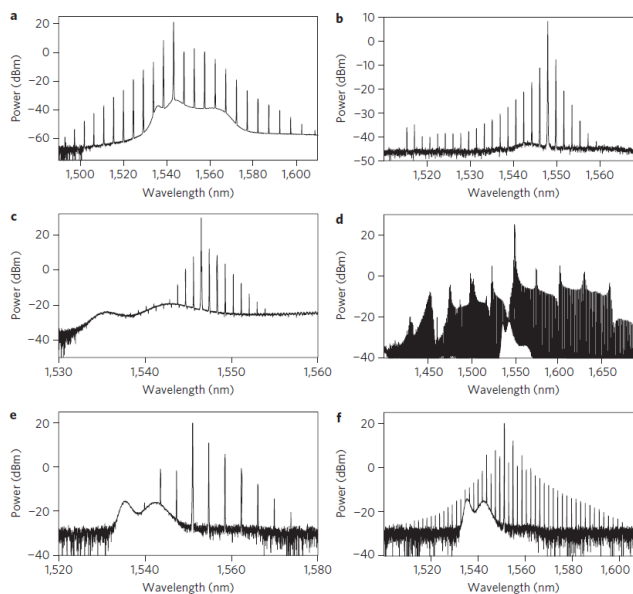 a
20
0
−20
−40
−60
Power (dBm)
1,500 1,520 1,540 1,560 1,580 1,600
Wavelength (nm)
b
10
0
−10
−20
−30
−40
−50
Power (dBm)
1,520 1,540 1,560
Wavelength (nm)
c
20
0
−20
−40
Power (dBm)
1,530 1,540 1,550 1,560
Wavelength (nm)
d
20
0
−20
−40
Power (dBm)
1,450 1,500 1,550 1,600 1,650
Wavelength (nm)
e
20
0
−20
−40
Power (dBm)
1,520 1,540 1,560 1,580
Wavelength (nm)
f
20
0
−20
−40
Power (dBm)
1,520 1,540 1,560 1,580 1,600
Wavelength (nm)